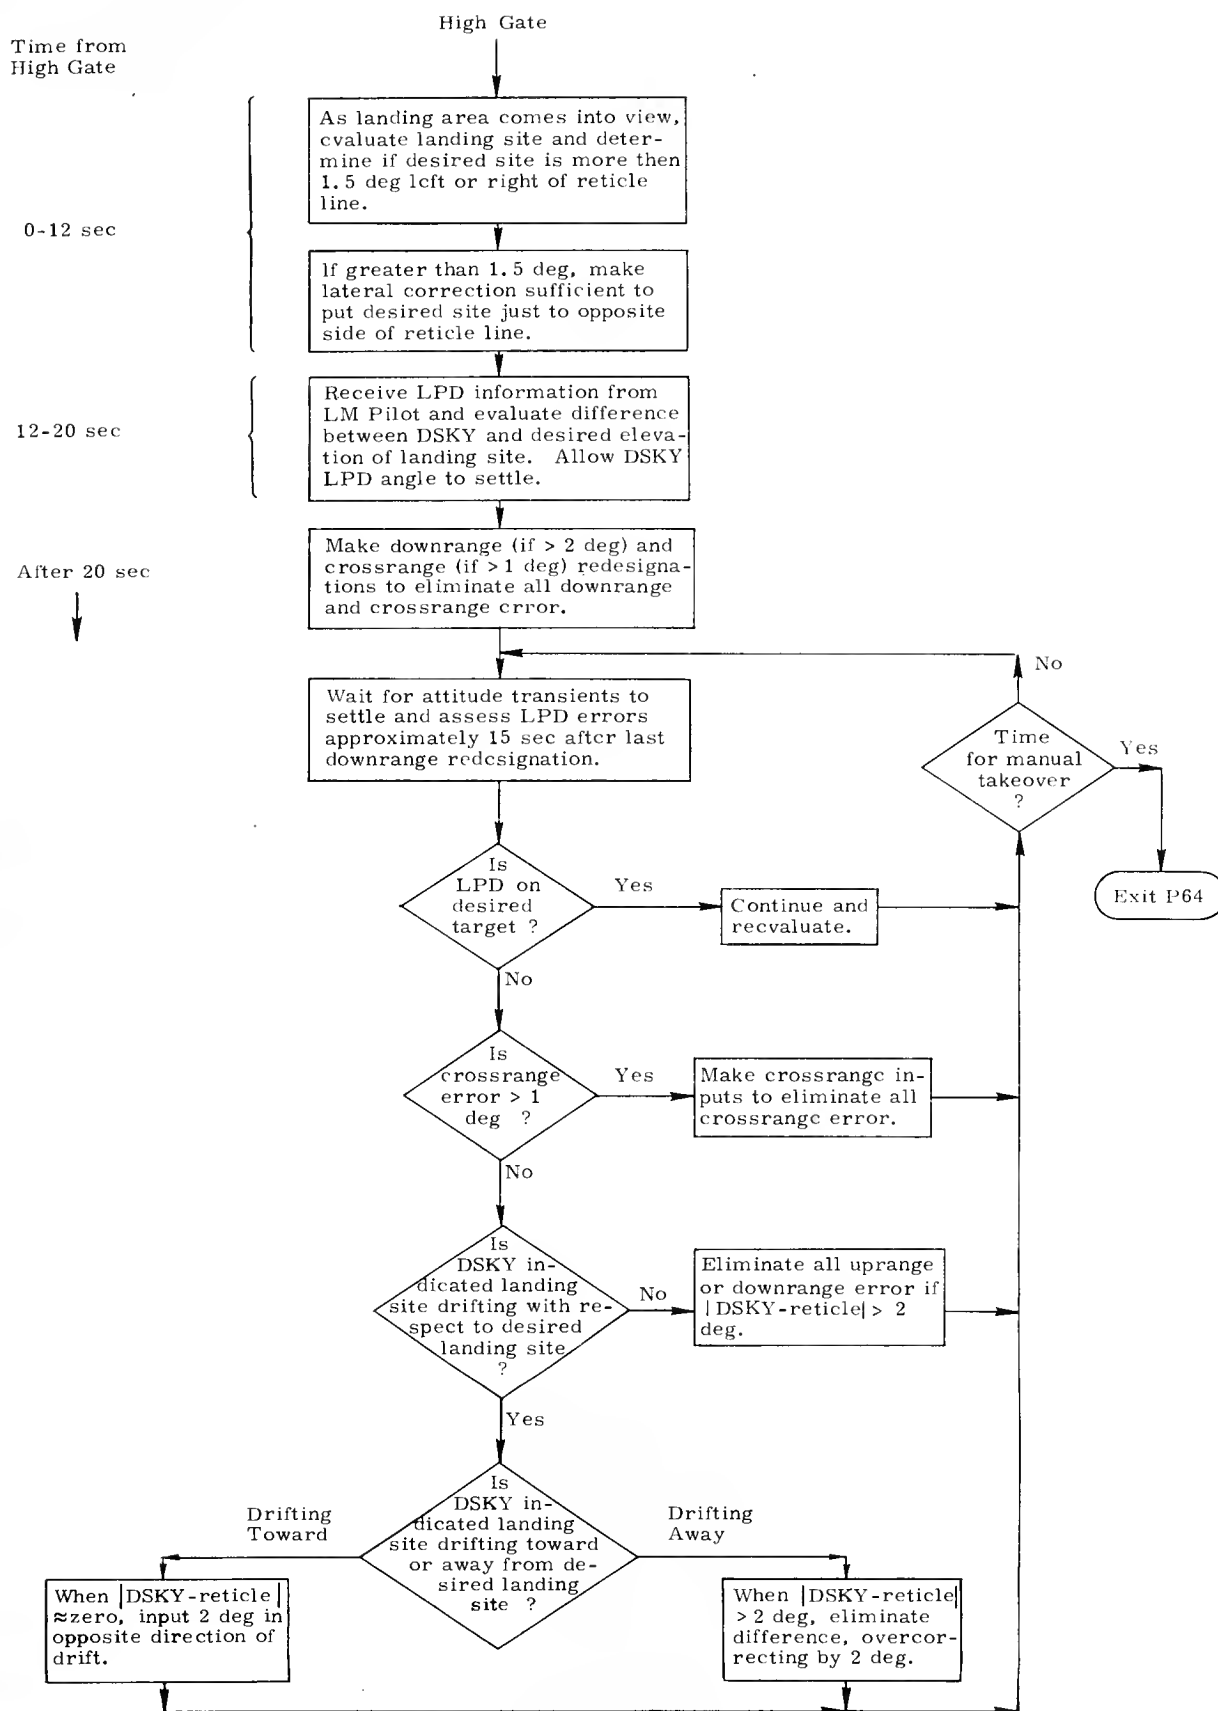 High Gate
Time from
High Gate
As landing area comes into view,
evaluate landing site and deter-
mine if desired site is more then
1.5 deg left or right of reticle
line.
0-12 sec
If greater than 1.5 deg, make
lateral correction sufficient to
put desired site just to opposite
side of reticle line.
Receive LPD information from
LM Pilot and evaluate difference
between DSKY and desired eleva-
tion of landing site. Allow DSKY
LPD angle to settle.
12-20 sec
Make downrange (if > 2 deg) and
crossrange (if > 1 deg) redesigna-
tions to eliminate all downrange
and crossrange error.
After 20 sec
No
Wait for attitude transients to
settle and assess LPD errors
approximately 15 sec after last
downrange redesignation.
Time
for manual
takeover
?
Yes
Exit P64
Is
LPD on
desired
target ?
Yes
Continue and
reevaluate.
No
Is
crossrange
error > 1
deg ?
Yes
Make crossrange in-
puts to eliminate all
crossrange error.
No
Is
DSKY in-
dicated landing
site drifting with re-
spect to desired
landing site
?
No
Eliminate all uprange
or downrange error if
|DSKY-reticle| > 2
deg.
Yes
Is
DSKY in-
dicated landing
site drifting toward
or away from de-
sired landing
site ?
Drifting
Toward
Drifting
Away
When |DSKY-reticle|
≈zero, input 2 deg in
opposite direction of
drift.
When |DSKY-reticle|
> 2 deg, eliminate
difference, overcor-
recting by 2 deg.